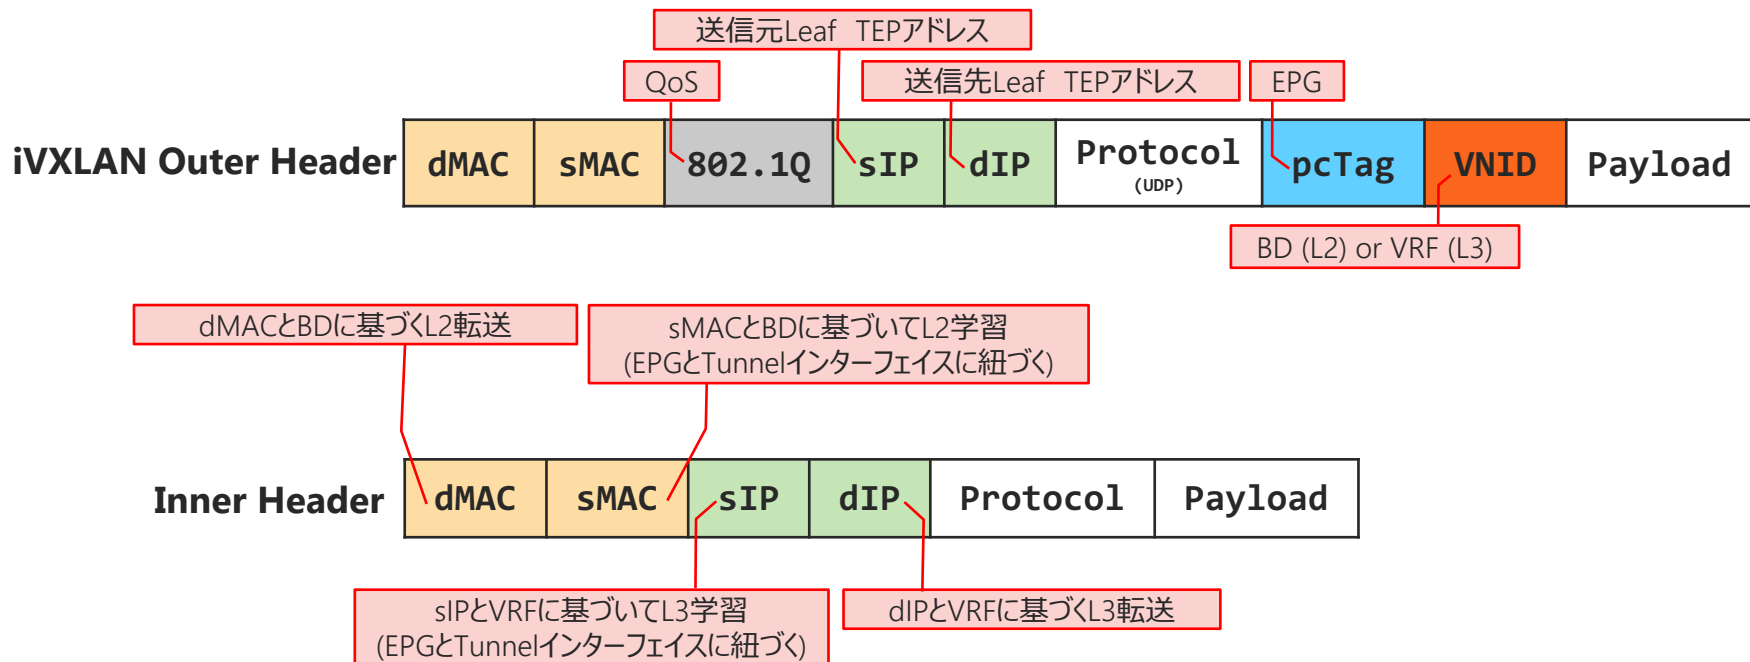 送信元Leaf TEPアドレス
QoS
送信先Leaf TEPアドレス
EPG
iVXLAN Outer Header
dMAC
sMAC
802.1Q
sIP
dIP
Protocol
(UDP)
pcTag
VNID
Payload
BD (L2) or VRF (L3)
dMACとBDに基づくL2転送
sMACとBDに基づいてL2学習
(EPGとTunnelインターフェイスに紐づく)
Inner Header
dMAC
sMAC
sIP
dIP
Protocol
Payload
sIPとVRFに基づいてL3学習
(EPGとTunnelインターフェイスに紐づく)
dIPとVRFに基づくL3転送